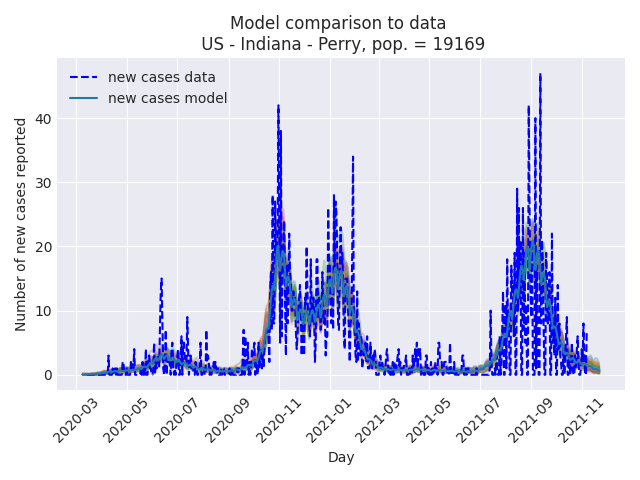 Model comparison to data
US - Indiana - Perry, pop. = 19169
new cases data
new cases model
Number of new cases reported
40
30
20
10
0
2020-03
2020-05
2020-07
2020-09
2020-11
2021-01
2021-03
2021-05
2021-07
2021-09
2021-11
Day